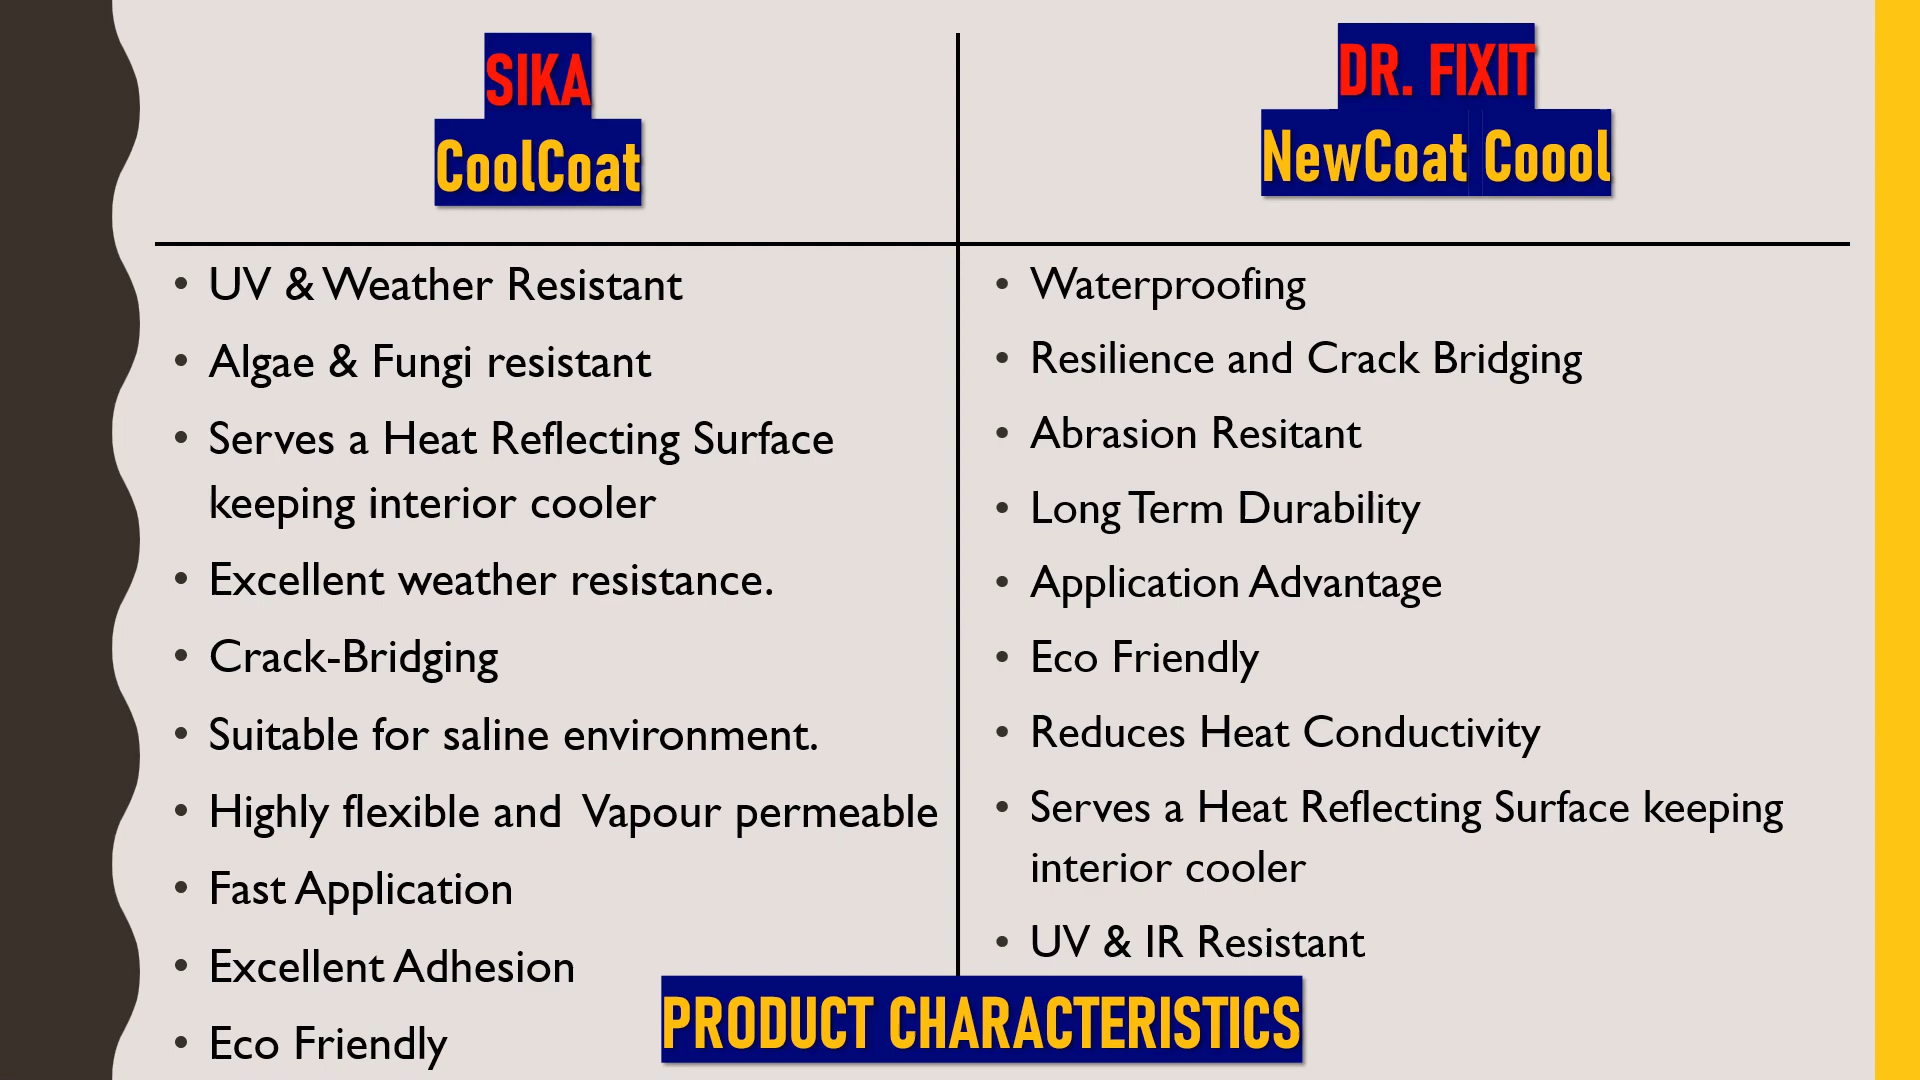 SIKA
CoolCoat
• UV & Weather Resistant
• Algae & Fungi resistant
• Serves a Heat Reflecting Surface
keeping interior cooler
• Excellent weather resistance.
• Crack-Bridging
• Suitable for saline environment.
• Highly flexible and  Vapour permeable
• Fast Application
• Excellent Adhesion
• Eco Friendly
DR. FIXIT
NewCoat Coool
• Waterproofing
• Resilience and Crack Bridging
• Abrasion Resitant
• Long Term Durability
• Application Advantage
• Eco Friendly
• Reduces Heat Conductivity
• Serves a Heat Reflecting Surface keeping
interior cooler
• UV & IR Resistant
PRODUCT CHARACTERISTICS